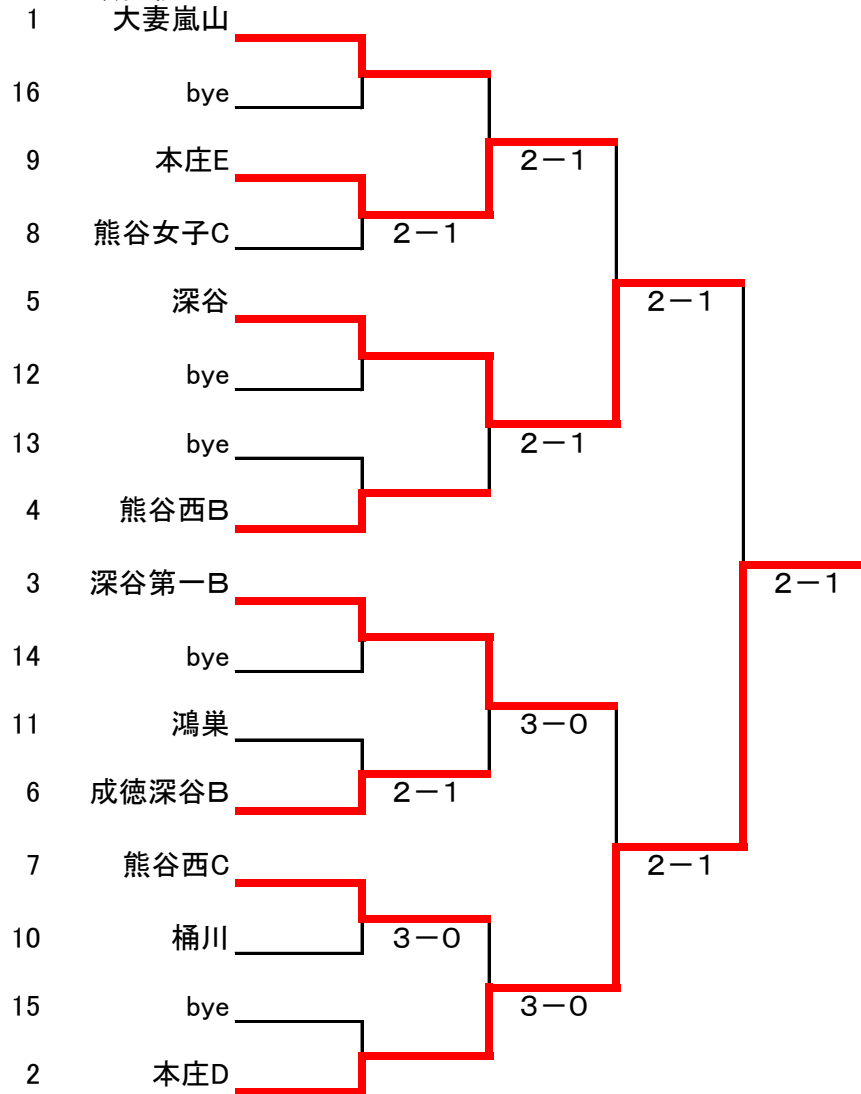 1 大妻嵐山
16 bye
2－1
9 本庄E
8 熊谷女子C
2－1
5 深谷
2－1
12 bye
13 bye
2－1
4 熊谷西B
3 深谷第一B
2－1
14 bye
11 鴻巣
3－0
6 成徳深谷B
2－1
7 熊谷西C
2－1
10 桶川
3－0
15 bye
3－0
2 本庄D